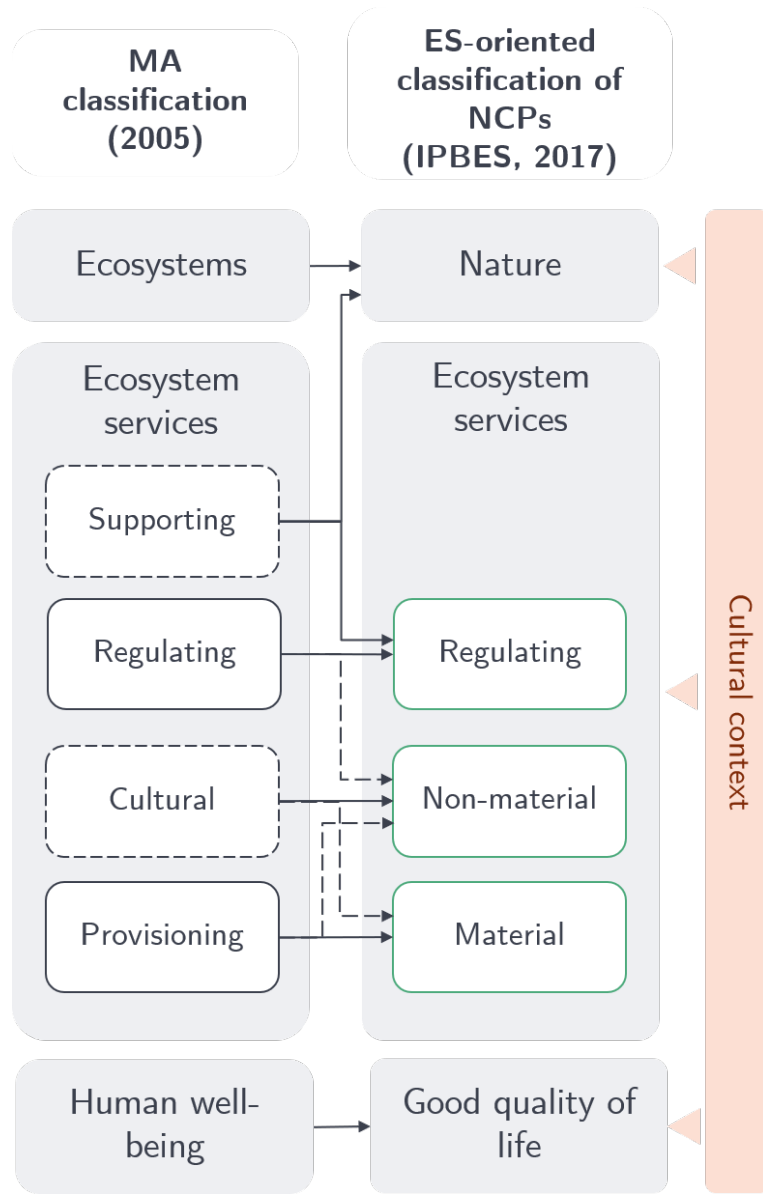 MA
classification
(2005)
ES-oriented
classification of
NCPs
(IPBES, 2017)
Ecosystems
Nature
Ecosystem
services
Ecosystem
services
Supporting
Regulating
Regulating
Cultural
Non-material
Provisioning
Material
Human well-
being
Good quality of
life
Cultural context